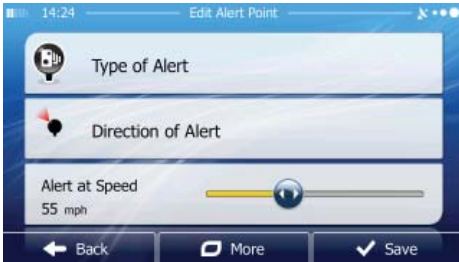 14:24 Edit Alert Point
Type of Alert
Direction of Alert
Alert at Speed
55 mph
Back More Save